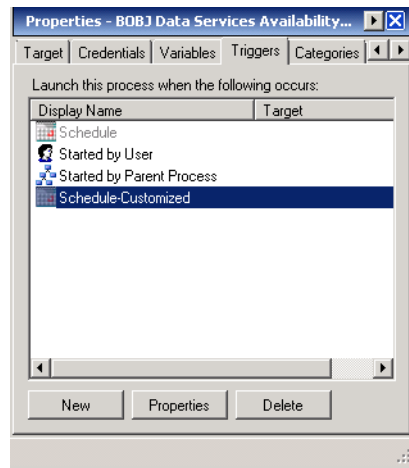 Properties - BOBJ Data Services Availability...
Target Credentials Variables Triggers Categories
Launch this process when the following occurs:
Display Name Target
Schedule
Started by User
Started by Parent Process
Schedule-Customized
New Properties Delete